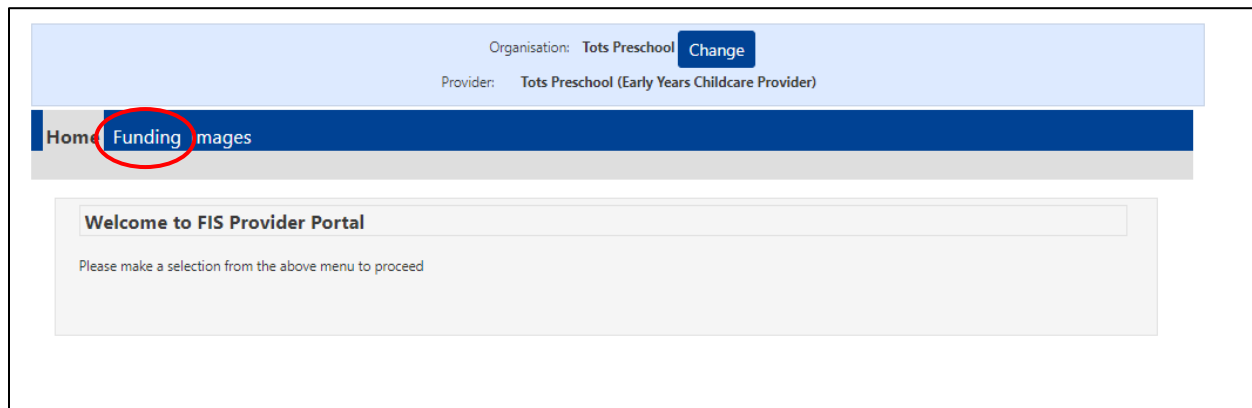 Organisation: Tots Preschool Change
Provider: Tots Preschool (Early Years Childcare Provider)
Home Funding mages
Welcome to FIS Provider Portal
Please make a selection from the above menu to proceed